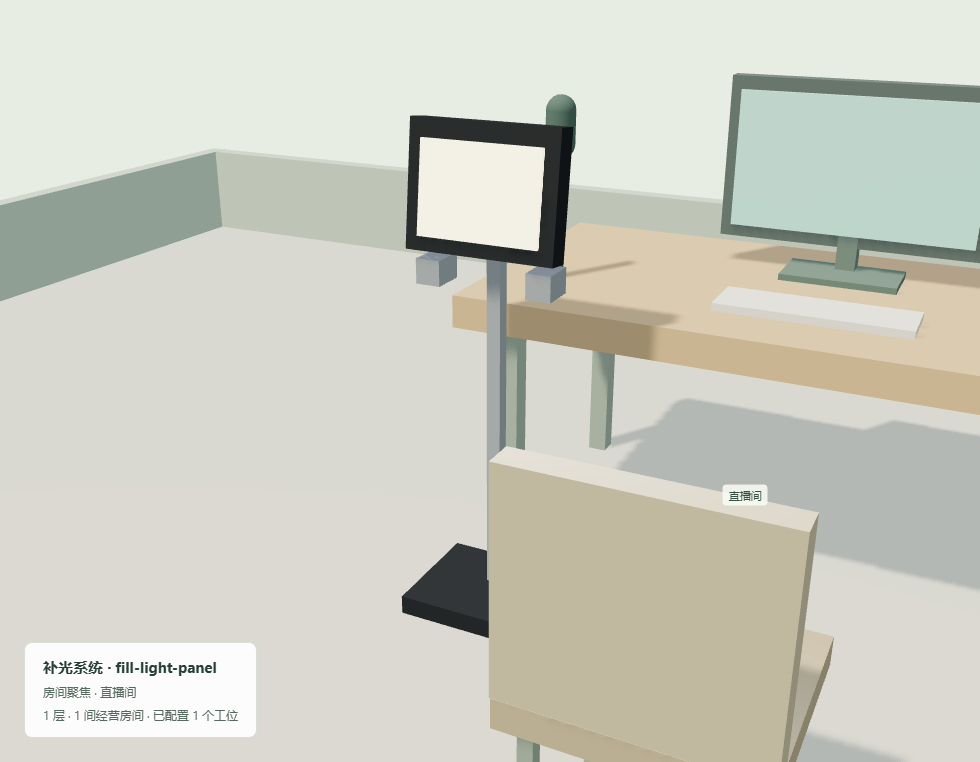 直播间
补光系统 · fill-light-panel
房间聚焦 · 直播间
1 层 · 1 间经营房间 · 已配置 1 个工位